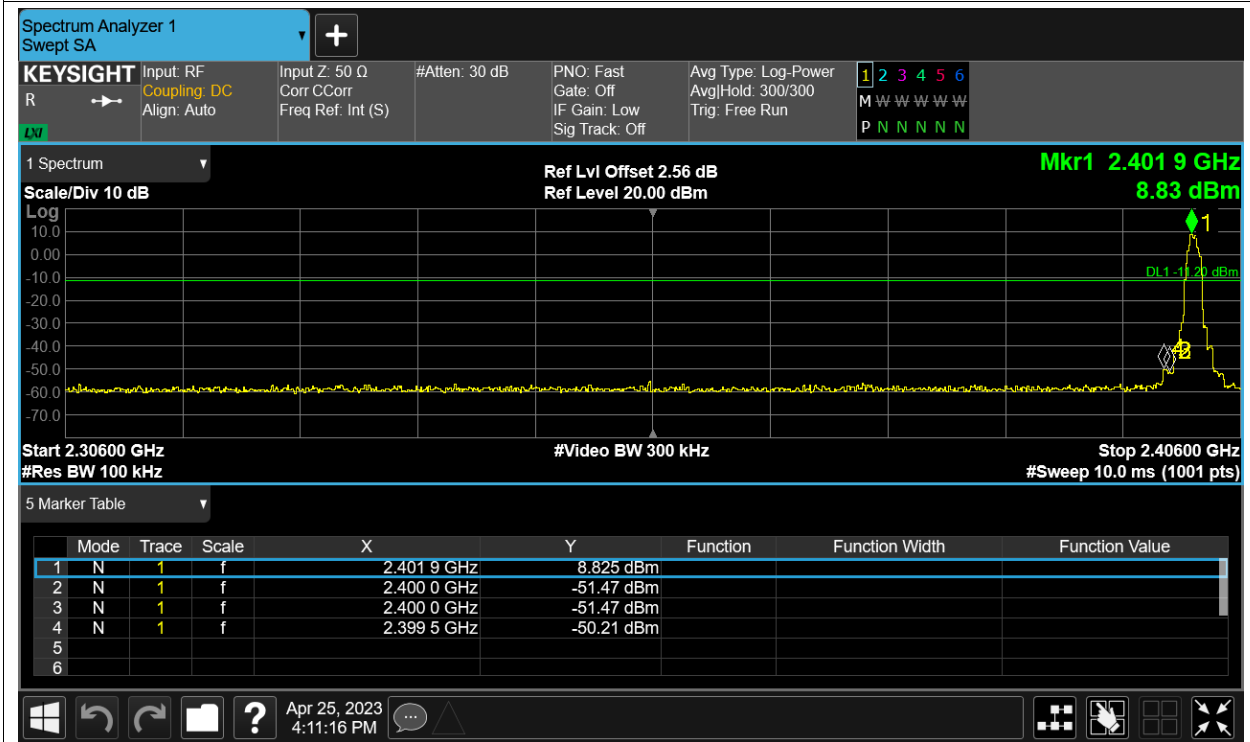 Spectrum Analyzer 1
Swept SA
+
KEYSIGHT
R
LXI
Input: RF
Coupling: DC
Align: Auto
Input Z: 50 Ω
Corr CCorr
Freq Ref: Int (S)
#Atten: 30 dB
PNO: Fast
Gate: Off
IF Gain: Low
Sig Track: Off
Avg Type: Log-Power
Avg|Hold: 300/300
Trig: Free Run
1 2 3 4 5 6
M W W W W W
P N N N N N
1 Spectrum
Scale/Div 10 dB
Ref Lvl Offset 2.56 dB
Ref Level 20.00 dBm
Mkr1 2.401 9 GHz
8.83 dBm
Log
10.0
0.00
-10.0
-20.0
-30.0
-40.0
-50.0
-60.0
-70.0
1
DL1 -11.20 dBm
Start 2.30600 GHz
#Res BW 100 kHz
#Video BW 300 kHz
Stop 2.40600 GHz
#Sweep 10.0 ms (1001 pts)
5 Marker Table
Mode Trace Scale X Y Function Function Width Function Value
1 N 1 f 2.401 9 GHz 8.825 dBm
2 N 1 f 2.400 0 GHz -51.47 dBm
3 N 1 f 2.400 0 GHz -51.47 dBm
4 N 1 f 2.399 5 GHz -50.21 dBm
5
6
?
Apr 25, 2023
4:11:16 PM